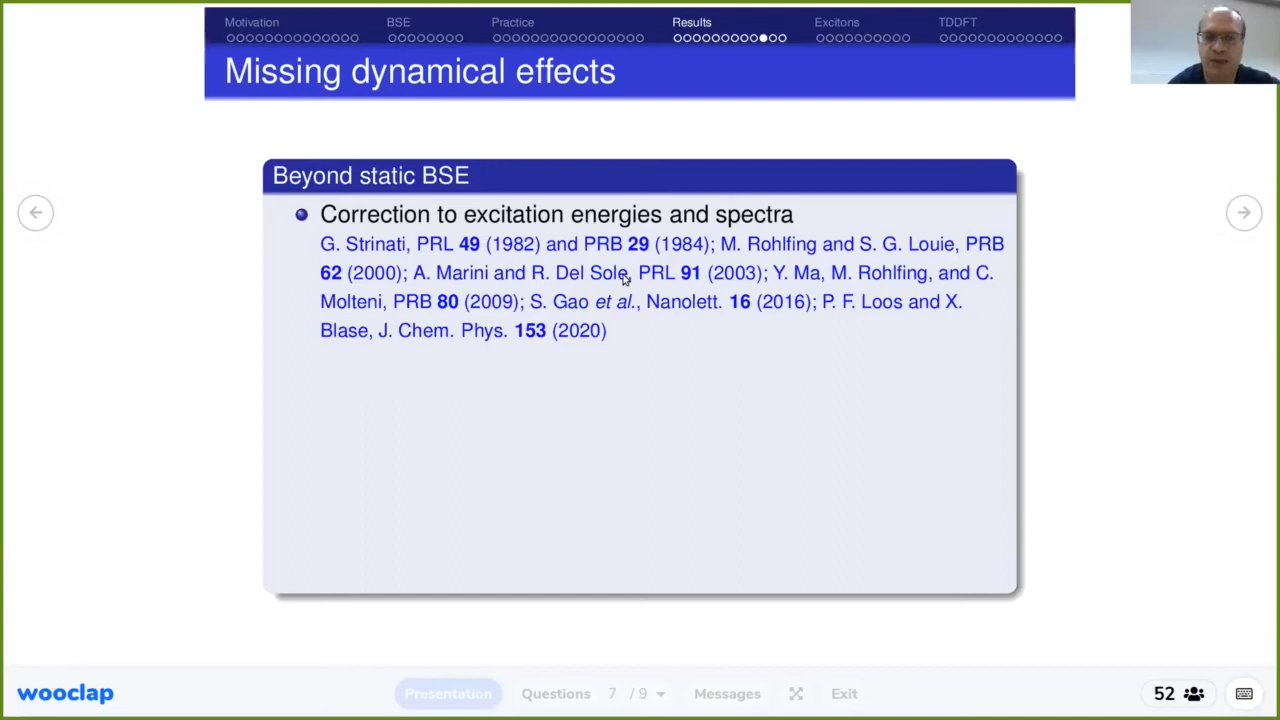 Motivation BSE Practice Results Excitons TDDFT
Missing dynamical effects
Beyond static BSE
Correction to excitation energies and spectra
G. Strinati, PRL 49 (1982) and PRB 29 (1984); M. Rohlfing and S. G. Louie, PRB
62 (2000); A. Marini and R. Del Sole, PRL 91 (2003); Y. Ma, M. Rohlfing, and C.
Molteni, PRB 80 (2009); S. Gao et al., Nanolett. 16 (2016); P. F. Loos and X.
Blase, J. Chem. Phys. 153 (2020)
wooclap Presentation Questions 7 / 9 Messages Exit 52